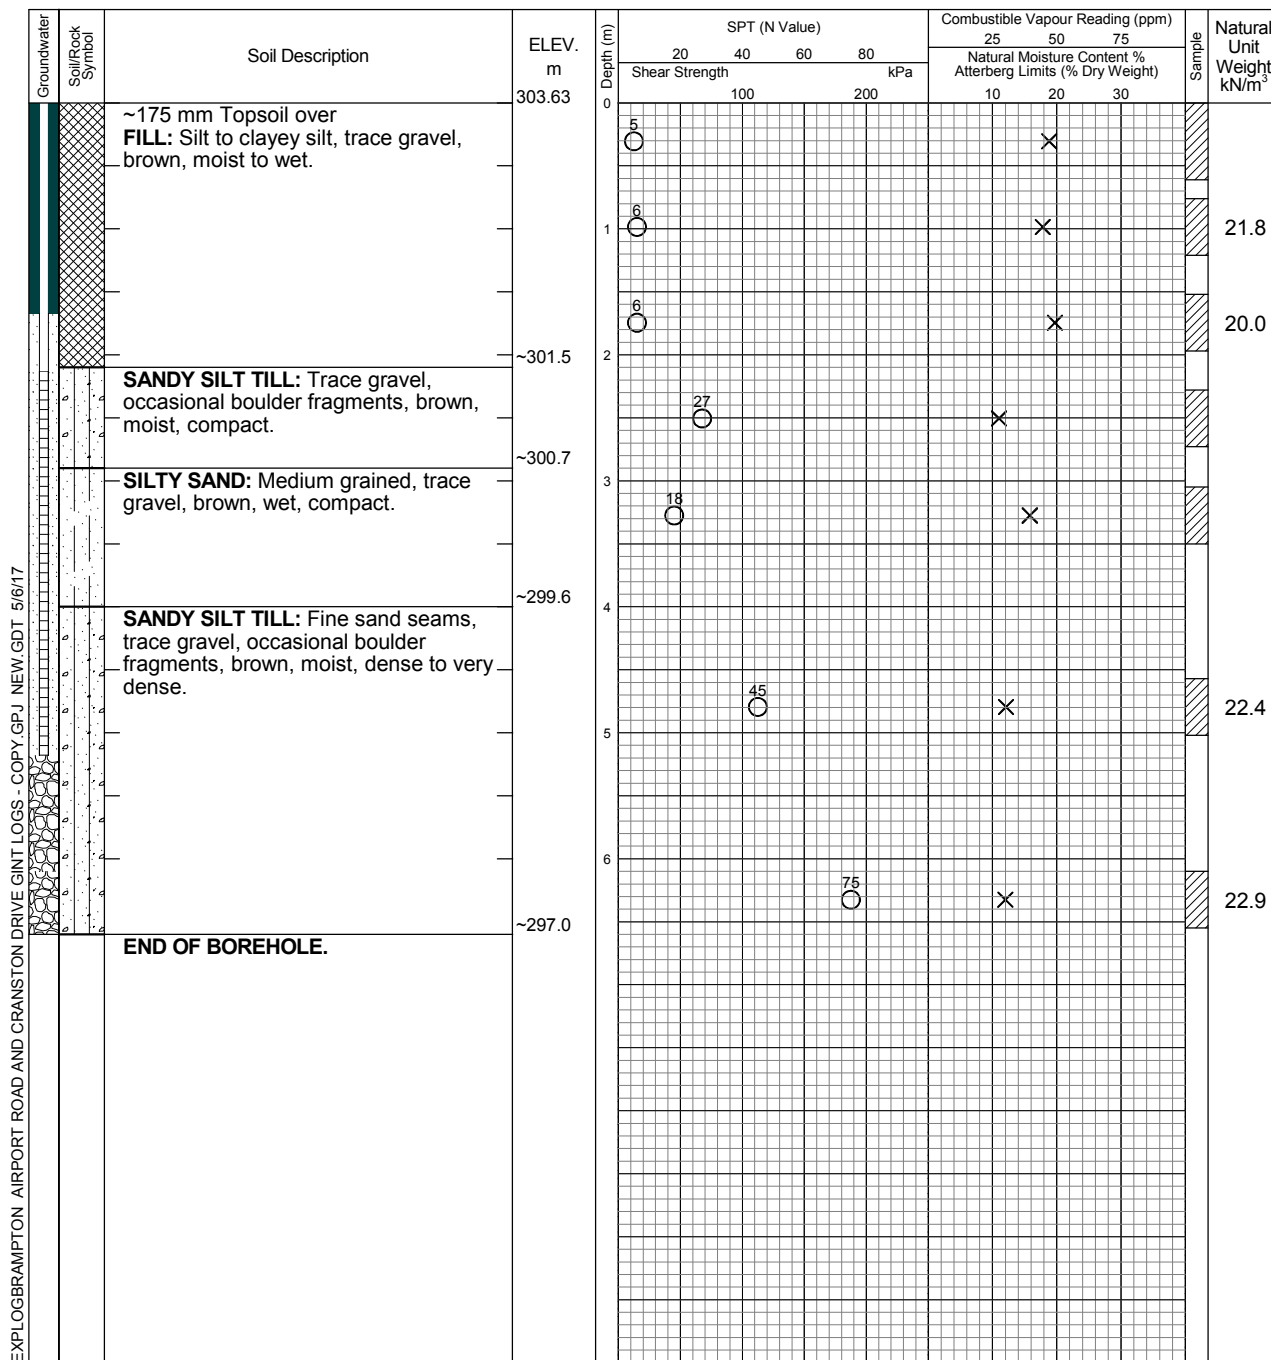 Groundwater
Soil/Rock
Symbol
Soil Description
ELEV.
m
303.63
Depth (m)
SPT (N Value)
20 40 60 80
Shear Strength kPa
100 200
Combustible Vapour Reading (ppm)
25 50 75
Natural Moisture Content %
Atterberg Limits (% Dry Weight)
10 20 30
Sample
Natural
Unit
Weight
kN/m³
~175 mm Topsoil over
FILL: Silt to clayey silt, trace gravel,
brown, moist to wet.
~301.5
SANDY SILT TILL: Trace gravel,
occasional boulder fragments, brown,
moist, compact.
~300.7
SILTY SAND: Medium grained, trace
gravel, brown, wet, compact.
~299.6
SANDY SILT TILL: Fine sand seams,
trace gravel, occasional boulder
fragments, brown, moist, dense to very
dense.
~297.0
END OF BOREHOLE.
0
1
2
3
4
5
6
5
6
6
27
18
45
75
21.8
20.0
22.4
22.9
EXPLOGBRAMPTON AIRPORT ROAD AND CRANSTON DRIVE GINT LOGS - COPY.GPJ NEW.GDT 5/6/17